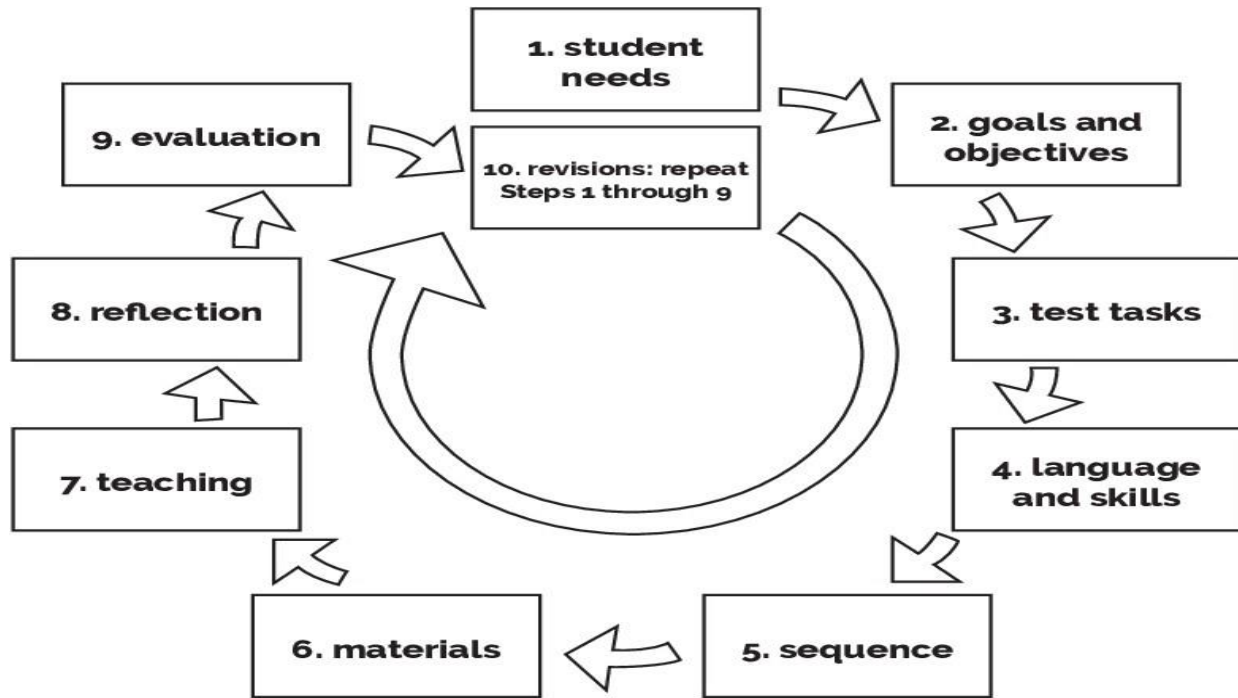 1. student
needs
2. goals and
objectives
3. test tasks
4. language
and skills
5. sequence
6. materials
7. teaching
8. reflection
9. evaluation
10. revisions: repeat
Steps 1 through 9